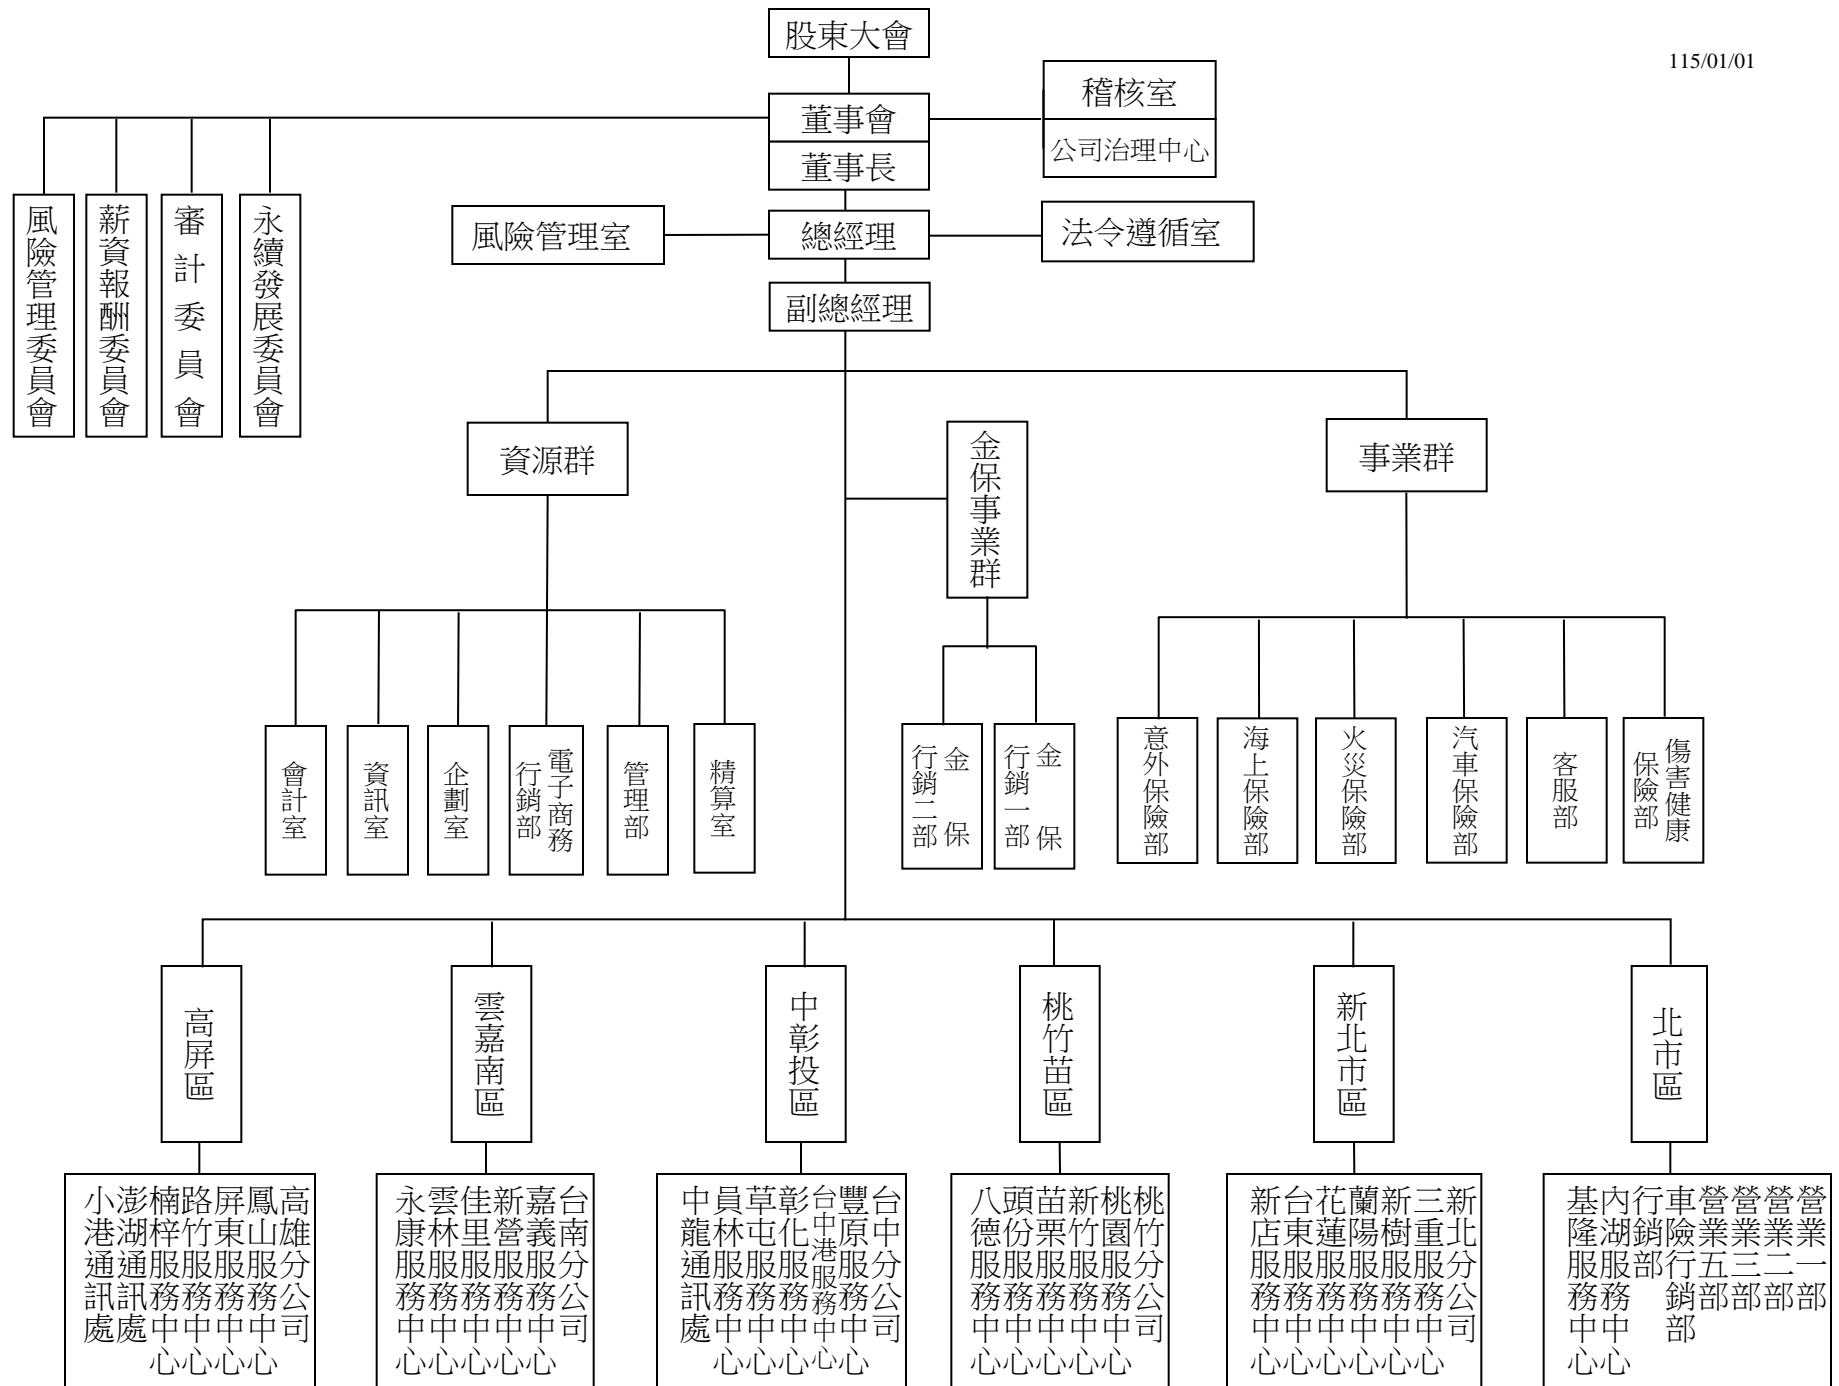 股東大會
115/01/01
董事會
董事長
稽核室
公司治理中心
風險管理委員會
薪資報酬委員會
審計委員會
永續發展委員會
風險管理室
總經理
法令遵循室
副總經理
資源群
金保事業群
事業群
會計室
資訊室
企劃室
電子商務
行銷部
管理部
精算室
金保
行銷二部
金保
行銷一部
意外保險部
海上保險部
火災保險部
汽車保險部
客服部
傷害健康
保險部
高屏區
雲嘉南區
中彰投區
桃竹苗區
新北市區
北市區
高雄分公司
鳳山服務中心
屏東服務中心
路竹服務中心
楠梓服務中心
澎湖通訊處
小港通訊處
台南分公司
嘉義服務中心
新營服務中心
佳里服務中心
雲林服務中心
永康服務中心
台中分公司
豐原服務中心
台中港服務中心
彰化服務中心
草屯服務中心
員林服務中心
中龍通訊處
桃竹分公司
桃園服務中心
新竹服務中心
苗栗服務中心
頭份服務中心
八德服務中心
新北分公司
三重服務中心
新樹服務中心
蘭陽服務中心
花蓮服務中心
台東服務中心
新店服務中心
營業一部
營業二部
營業三部
營業五部
車險行銷部
行銷部
內湖服務中心
基隆服務中心